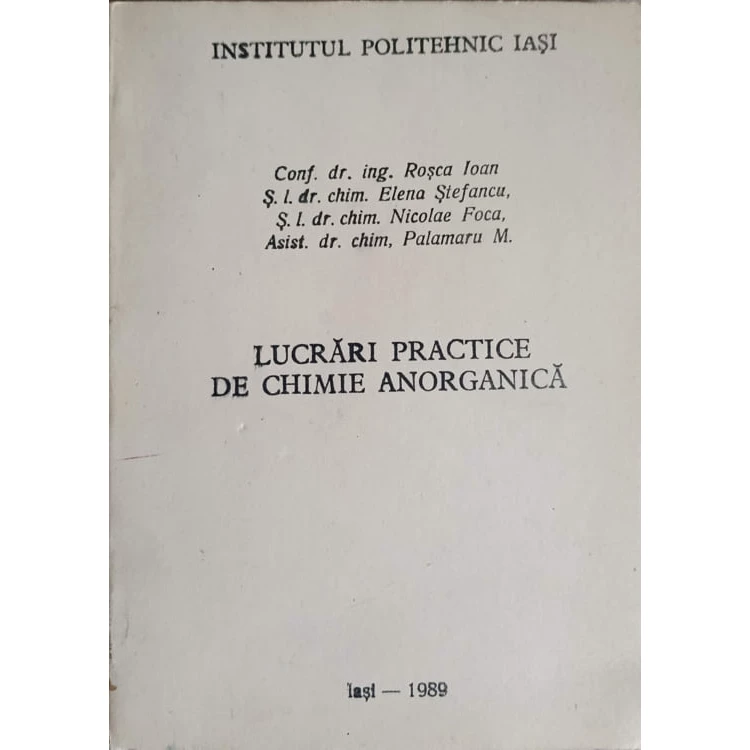 INSTITUTUL POLITEHNIC IAȘI
Conf. dr. ing. Roșca Ioan
Ș. l. dr. chim. Elena Ștefancu,
Ș. l. dr. chim. Nicolae Foca,
Asist. dr. chim, Palamaru M.
LUCRĂRI PRACTICE
DE CHIMIE ANORGANICĂ
Iași — 1989